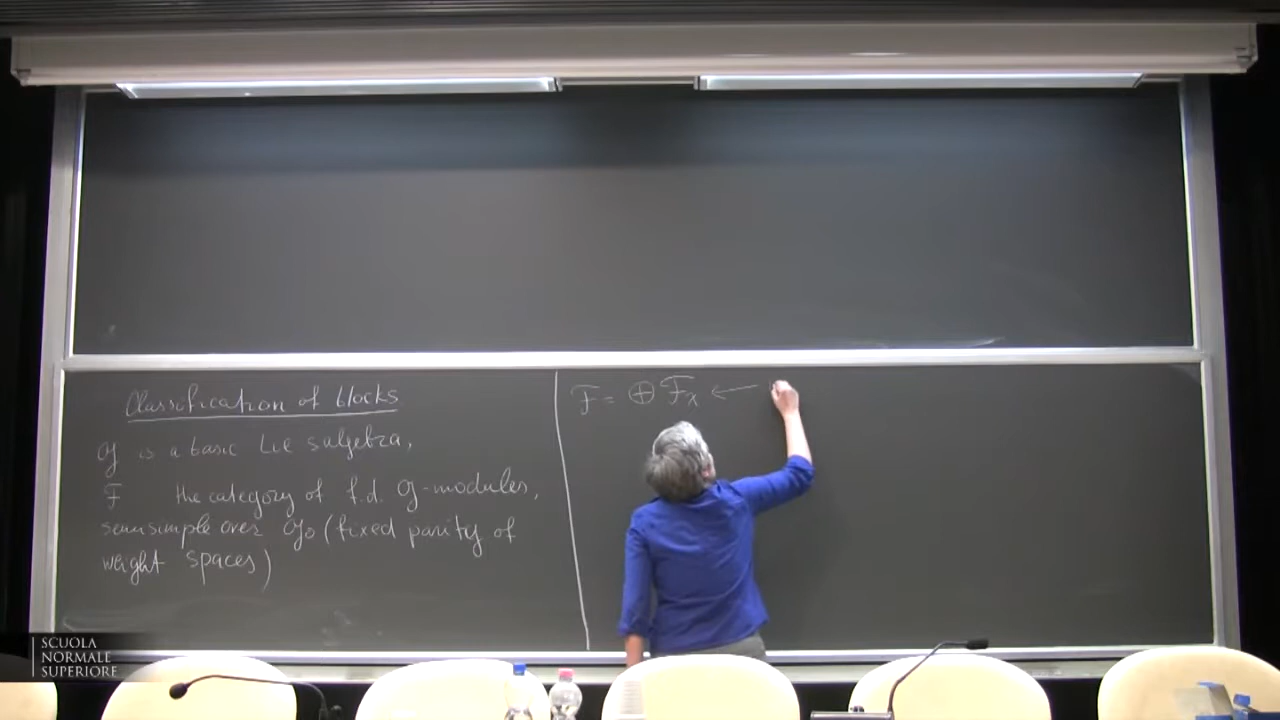 Classification of blocks
g is a basic Lie salgebra,
F the category of f.d. g-modules,
semisimple over g₀ (fixed parity of
weight spaces)
F = ⊕ F_χ ←
SCUOLA
NORMALE
SUPERIORE